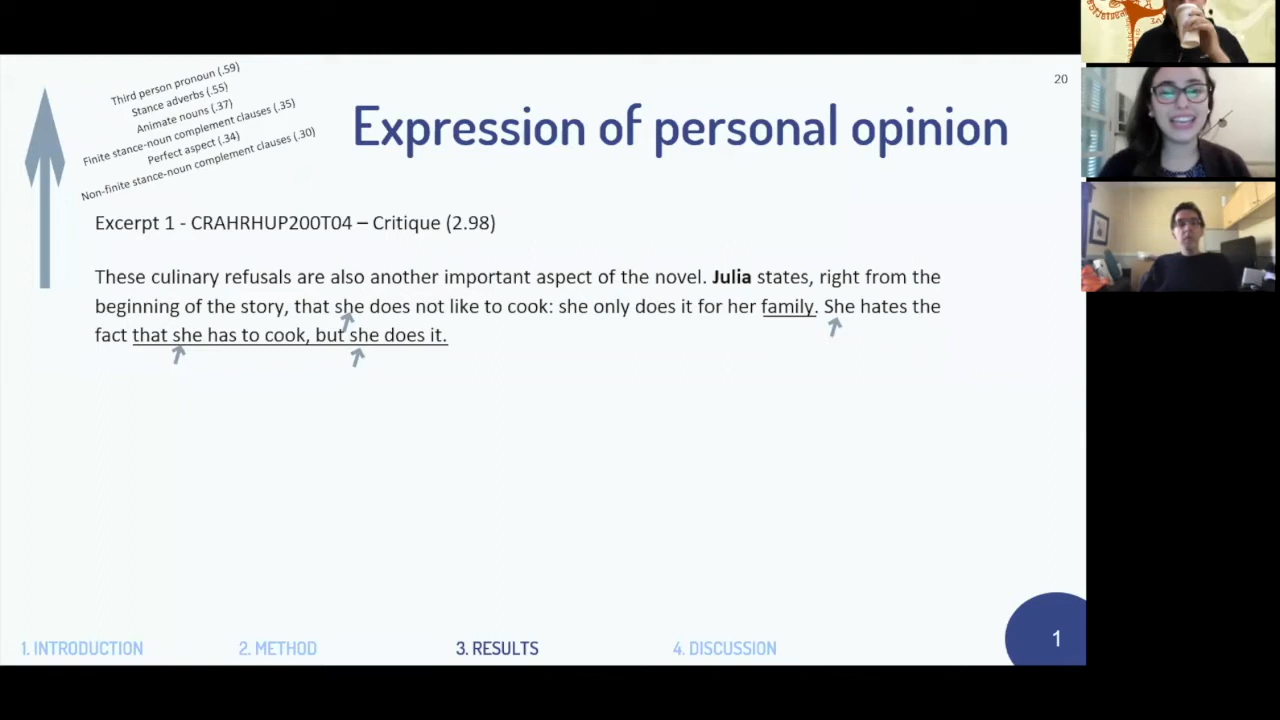 20
Third person pronoun (.59)
Stance adverbs (.55)
Animate nouns (.37)
Finite stance-noun complement clauses (.35)
Perfect aspect (.34)
Non-finite stance-noun complement clauses (.30)
Expression of personal opinion
Excerpt 1 - CRAHRHUP200T04 – Critique (2.98)
These culinary refusals are also another important aspect of the novel. Julia states, right from the
beginning of the story, that she does not like to cook: she only does it for her family. She hates the
fact that she has to cook, but she does it.
1
1. INTRODUCTION
2. METHOD
3. RESULTS
4. DISCUSSION